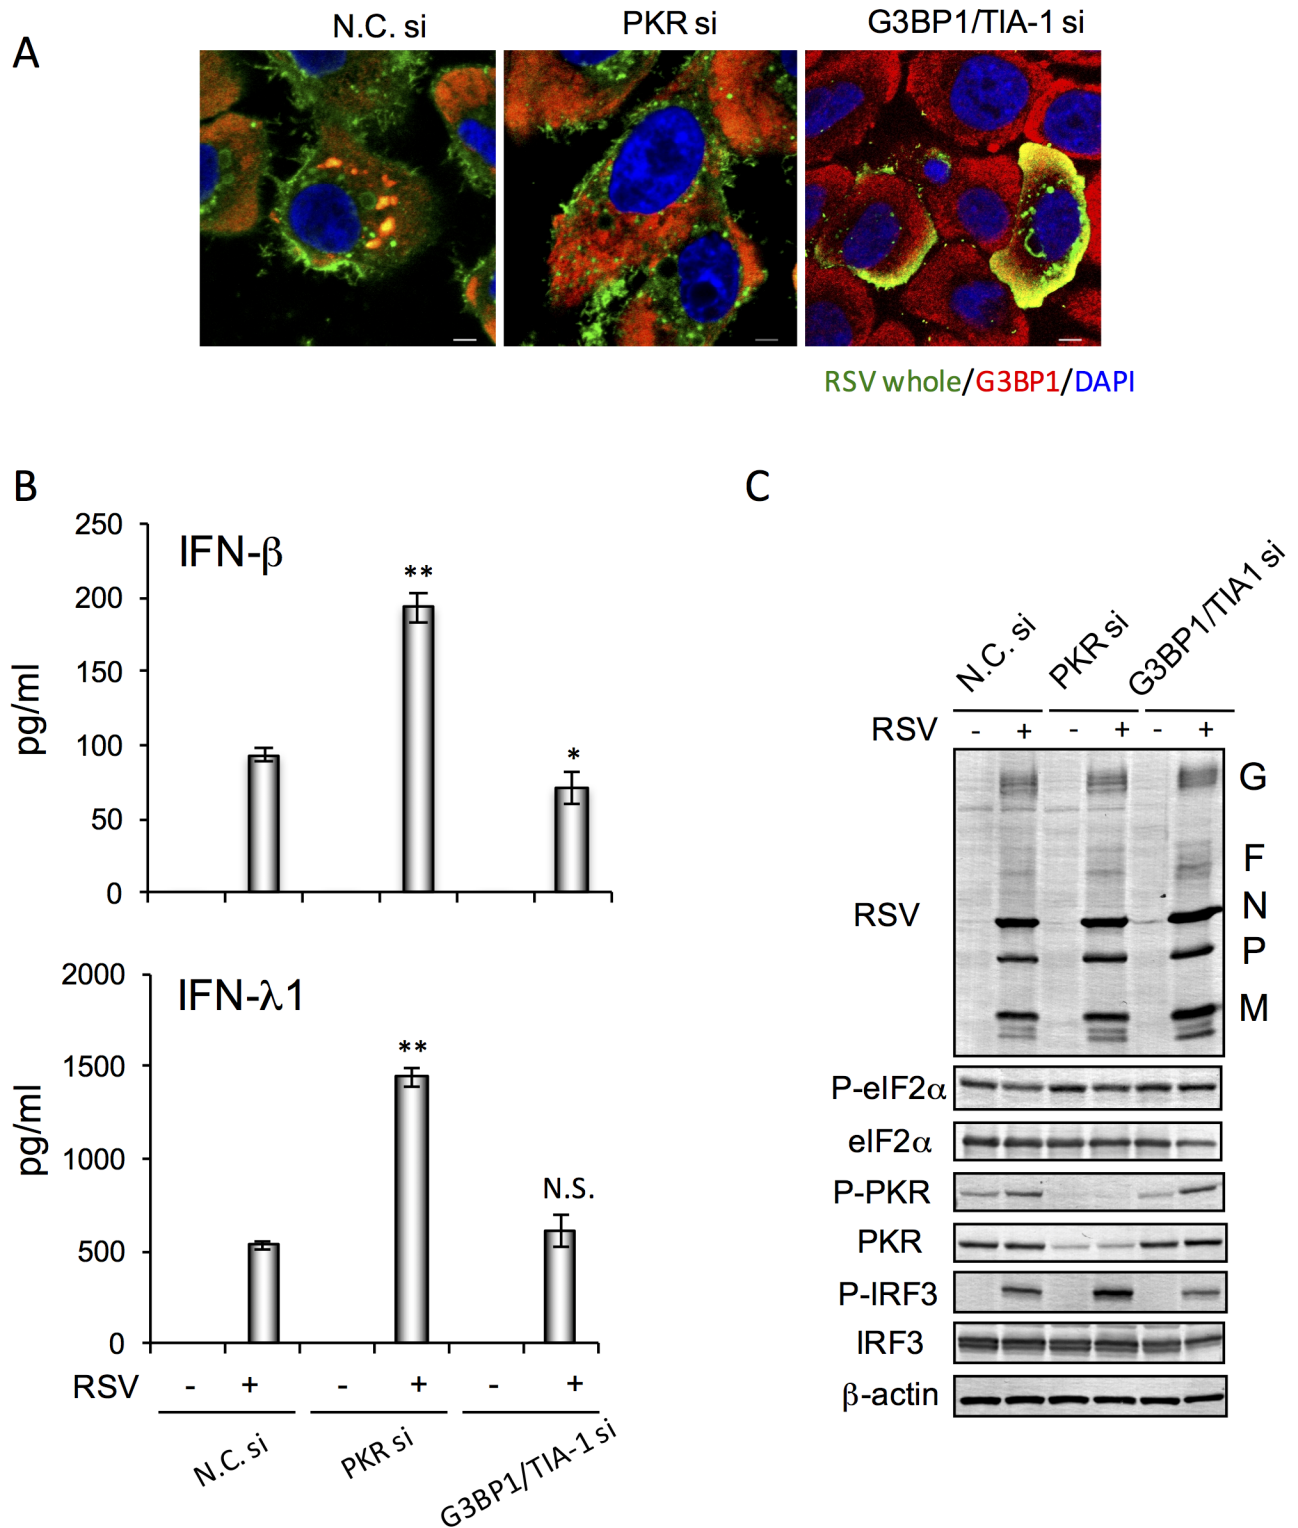 A
N.C. si
PKR si
G3BP1/TIA-1 si
RSV whole/G3BP1/DAPI
B
IFN-β
250
200
150
100
50
0
pg/ml
**
*
IFN-λ1
2000
1500
1000
500
0
pg/ml
**
N.S.
RSV - + - + - +
N.C. si
PKR si
G3BP1/TIA-1 si
C
N.C. si
PKR si
G3BP1/TIA1 si
RSV - + - + - +
RSV
G
F
N
P
M
P-eIF2α
eIF2α
P-PKR
PKR
P-IRF3
IRF3
β-actin